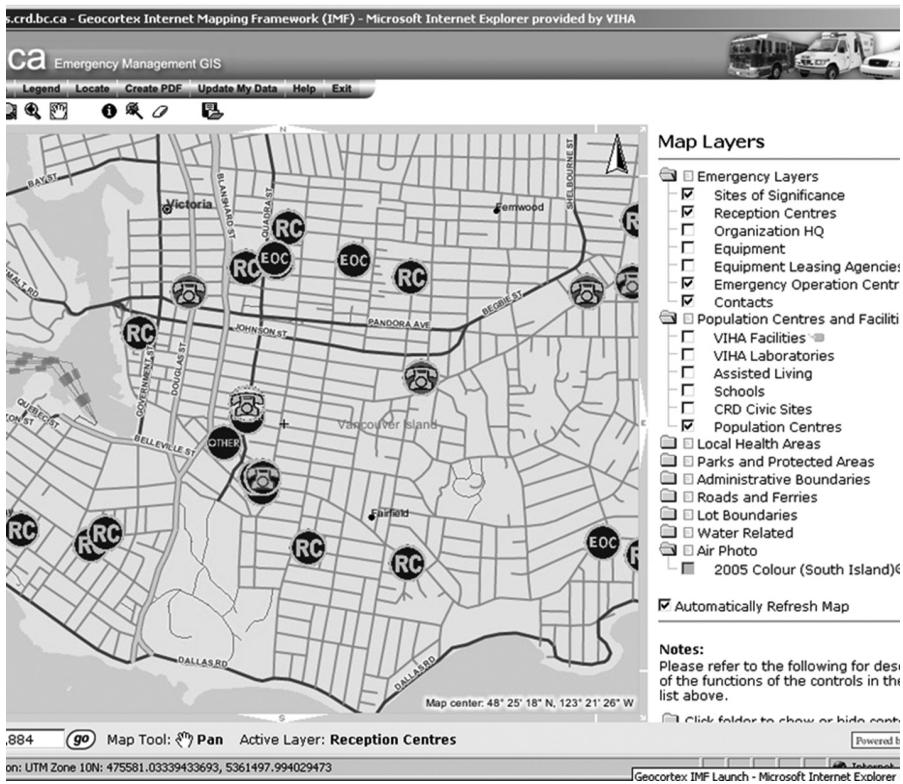 s.crd.bc.ca - Geocortex Internet Mapping Framework (IMF) - Microsoft Internet Explorer provided by VIHA
ca Emergency Management GIS
Legend Locate Create PDF Update My Data Help Exit
N
BAY ST
Victoria
BLANSHARD ST
QUADRA ST
Fernwood
SHELBOURNE ST
RC
R
RC
EOC
EOC
RC
MALT RD
BEGBIE ST
PANDORA AVE
JOHNSON ST
RC
GOVERNMENT ST
DOUGLAS ST
QUEBEC ST
ON ST
Vancouver Island
BELLEVILLE ST
OTHER
Fairfield
RC
RC
RC
RC
RC
EOC
R
DALLAS RD
DALLAS RD
Map center: 48° 25' 18" N, 123° 21' 26" W
S
Map Layers
Emergency Layers
Sites of Significance
Reception Centres
Organization HQ
Equipment
Equipment Leasing Agencies
Emergency Operation Centr
Contacts
Population Centres and Faciliti
VIHA Facilities
VIHA Laboratories
Assisted Living
Schools
CRD Civic Sites
Population Centres
Local Health Areas
Parks and Protected Areas
Administrative Boundaries
Roads and Ferries
Lot Boundaries
Water Related
Air Photo
2005 Colour (South Island)
Automatically Refresh Map
Notes:
Please refer to the following for desc
of the functions of the controls in the
list above.
Click folder to show or hide cont
.884 go Map Tool: Pan Active Layer: Reception Centres
Powered b
on: UTM Zone 10N: 475581.03339433693, 5361497.994029473
Internet
Geocortex IMF Launch - Microsoft Internet Explorer